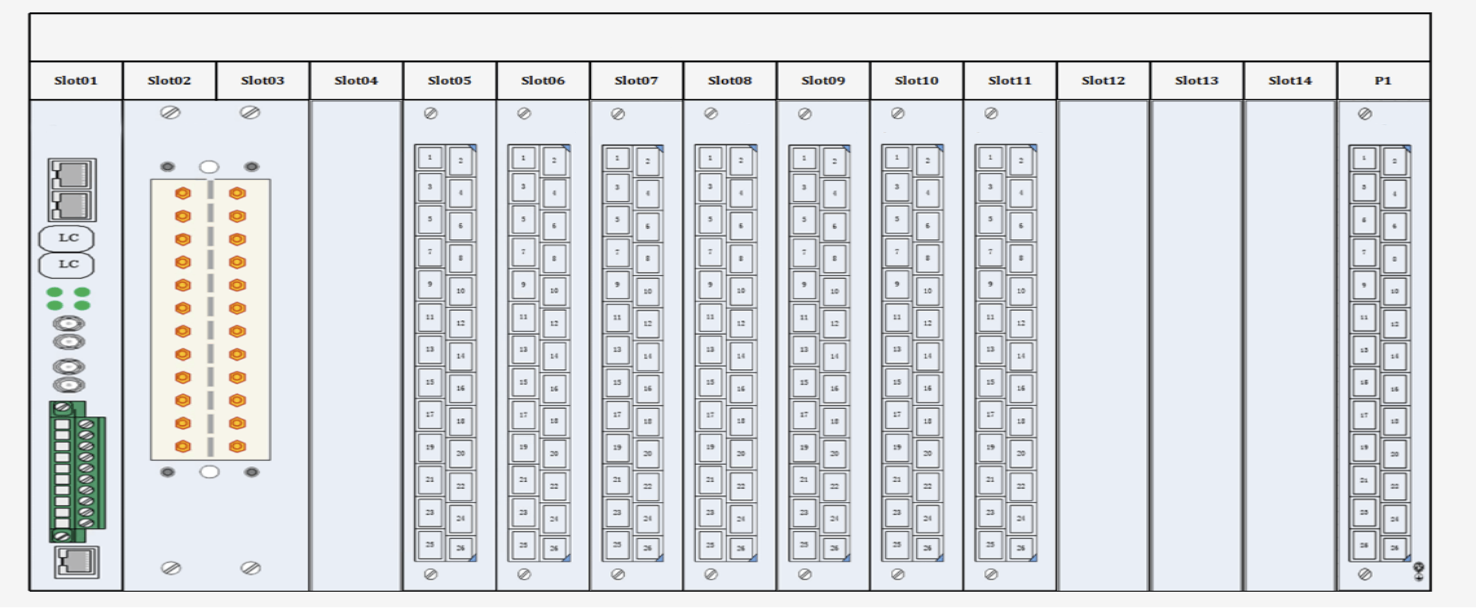 Slot01 Slot02 Slot03 Slot04 Slot05 Slot06 Slot07 Slot08 Slot09 Slot10 Slot11 Slot12 Slot13 Slot14 P1
1 2 1 2 1 2 1 2 1 2 1 2 1 2 1 2
3 4 3 4 3 4 3 4 3 4 3 4 3 4 3 4
5 6 5 6 5 6 5 6 5 6 5 6 5 6 6
LC
7 8 7 8 7 8 7 8 7 8 7 8 7 8 7 8
LC
9 10 9 10 9 10 9 10 9 10 9 10 9 10 9 10
11 12 11 12 11 12 11 12 11 12 11 12 11 12 11 12
13 14 13 14 13 14 13 14 13 14 13 14 13 14 13 14
15 16 15 16 15 16 15 16 15 16 15 16 15 16 16
17 18 17 18 17 18 17 18 17 18 17 18 17 18 17 18
19 20 19 20 19 20 19 20 19 20 19 20 19 20 19 20
21 22 21 22 21 22 21 22 21 22 21 22 21 22 21 22
23 24 23 24 23 24 23 24 23 24 23 24 23 24 24
25 26 25 26 25 26 25 26 25 26 25 26 25 26 26